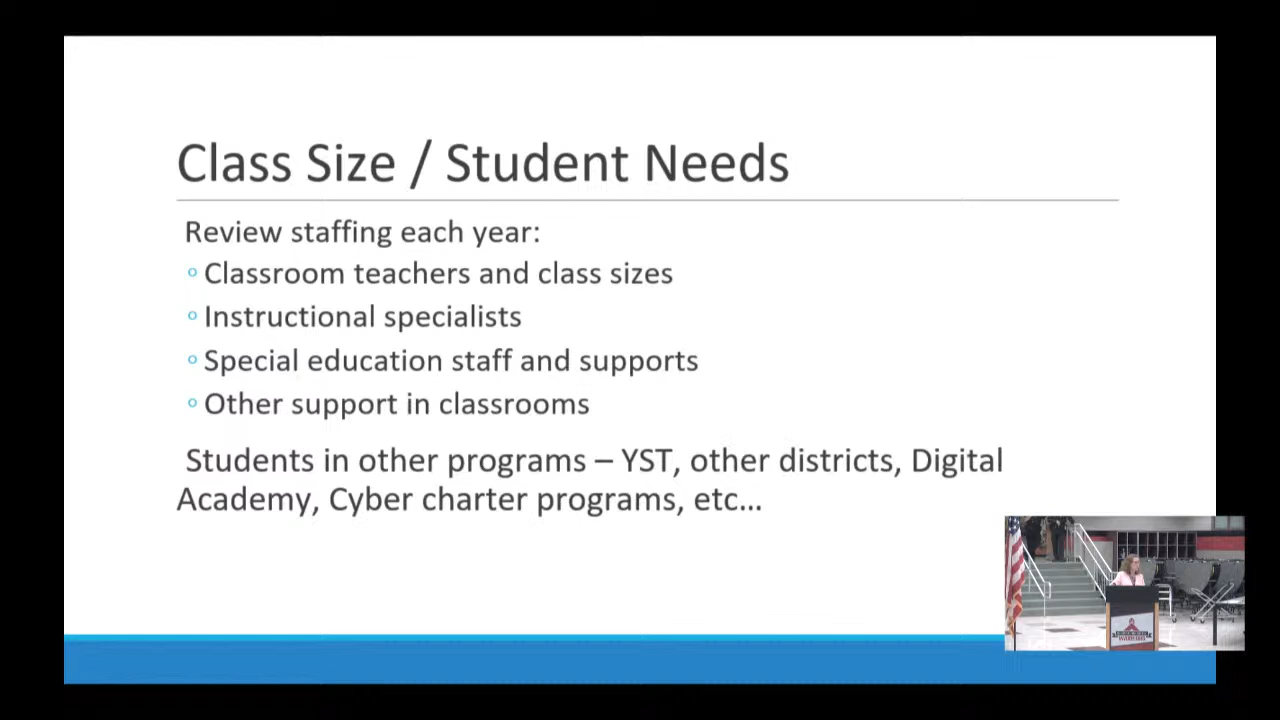 Class Size / Student Needs
Review staffing each year:
◦ Classroom teachers and class sizes
◦ Instructional specialists
◦ Special education staff and supports
◦ Other support in classrooms
Students in other programs – YST, other districts, Digital
Academy, Cyber charter programs, etc…